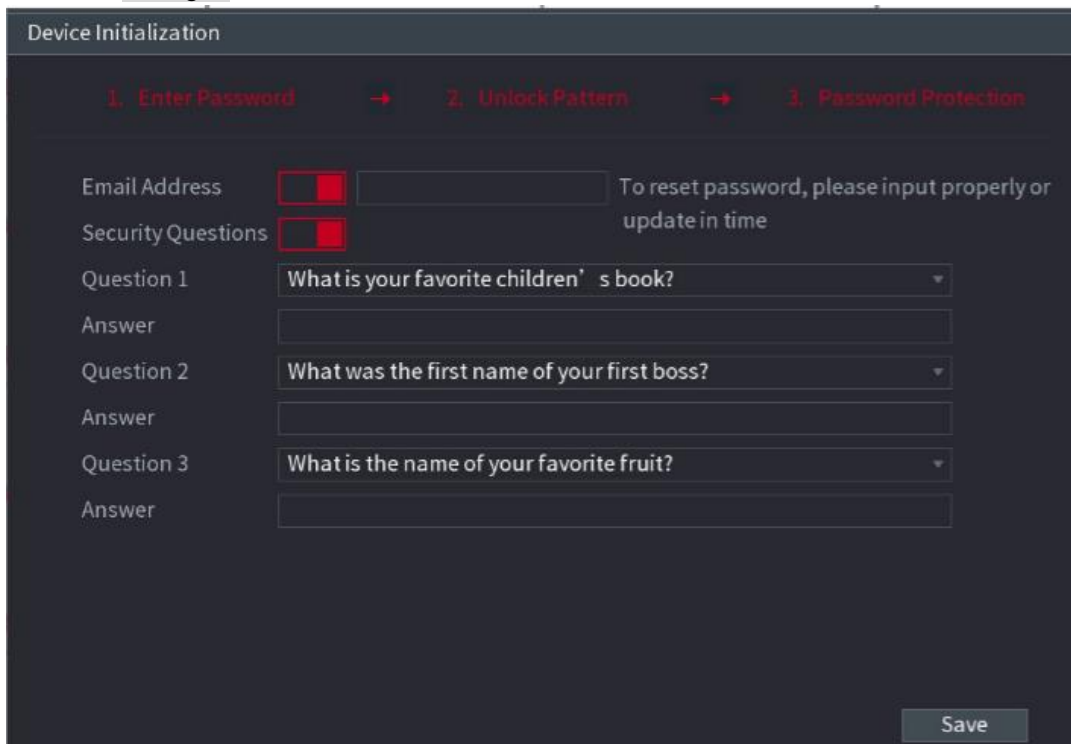 Device Initialization
1. Enter Password → 2. Unlock Pattern → 3. Password Protection
Email Address To reset password, please input properly or
update in time
Security Questions
Question 1 What is your favorite children’ s book?
Answer
Question 2 What was the first name of your first boss?
Answer
Question 3 What is the name of your favorite fruit?
Answer
Save